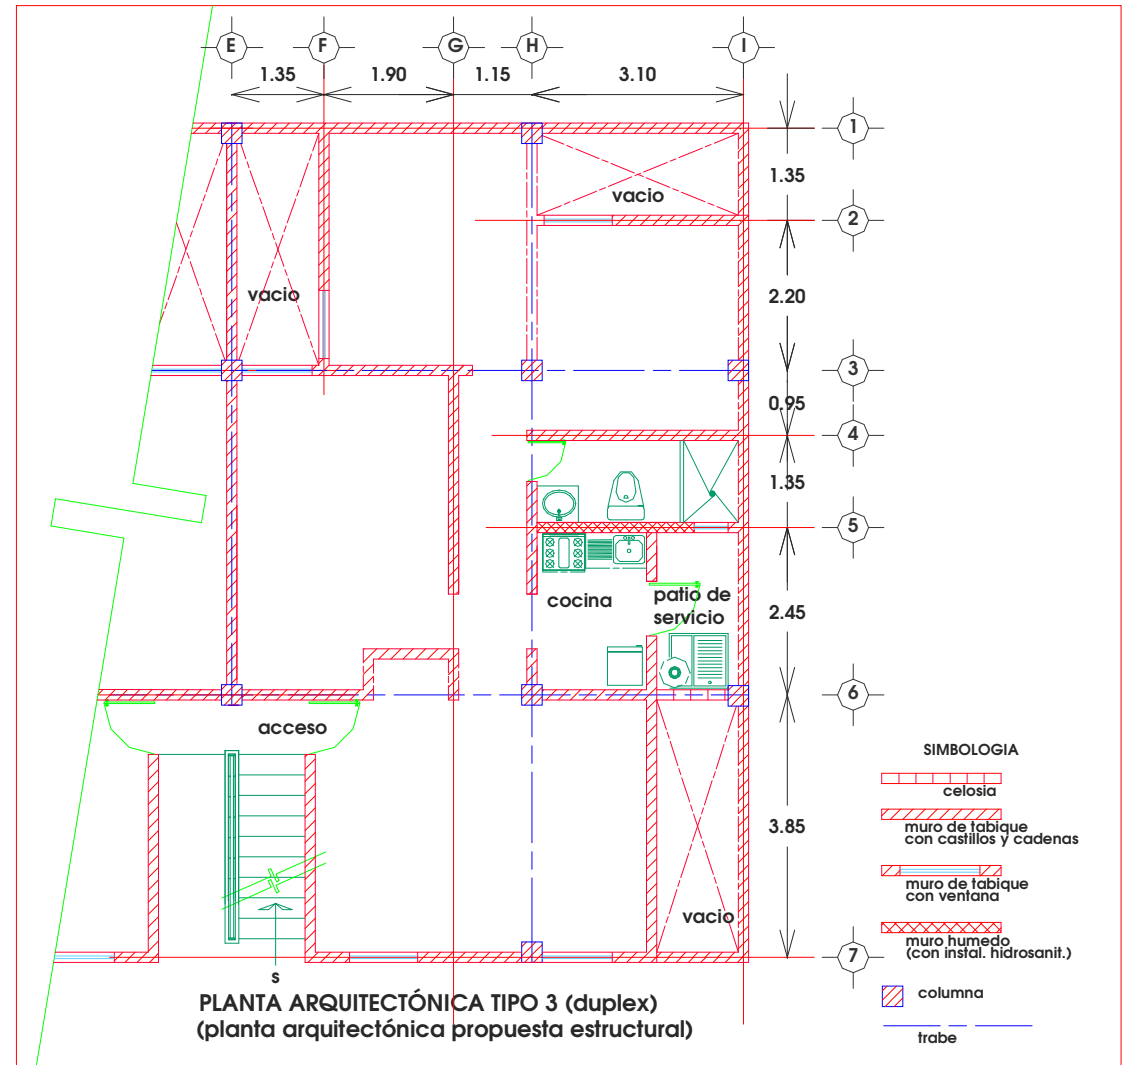 E F G H I
1.35 1.90 1.15 3.10
1
1.35
vacio
2
2.20
vacio
3
0.95
4
1.35
5
cocina
patio de
servicio
2.45
6
acceso
SIMBOLOGIA
celosia
muro de tabique
con castillos y cadenas
3.85
muro de tabique
con ventana
vacio
muro humedo
(con instal. hidrosanit.)
7
s
columna
trabe
PLANTA ARQUITECTÓNICA TIPO 3 (duplex)
(planta arquitectónica propuesta estructural)